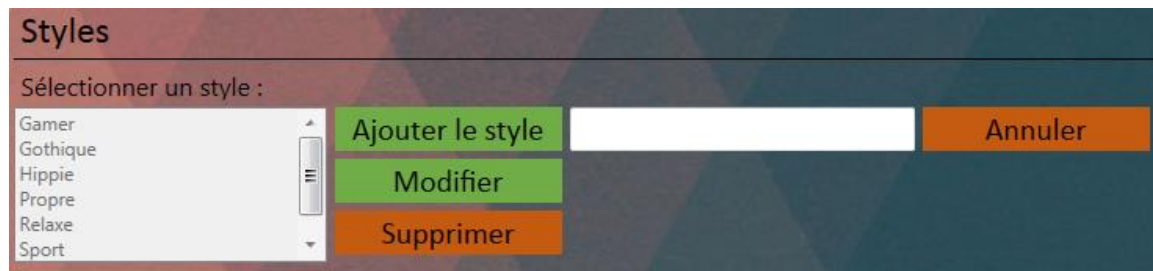 Styles
Sélectionner un style :
Gamer
Gothique
Hippie
Propre
Relaxe
Sport
Ajouter le style
Annuler
Modifier
Supprimer